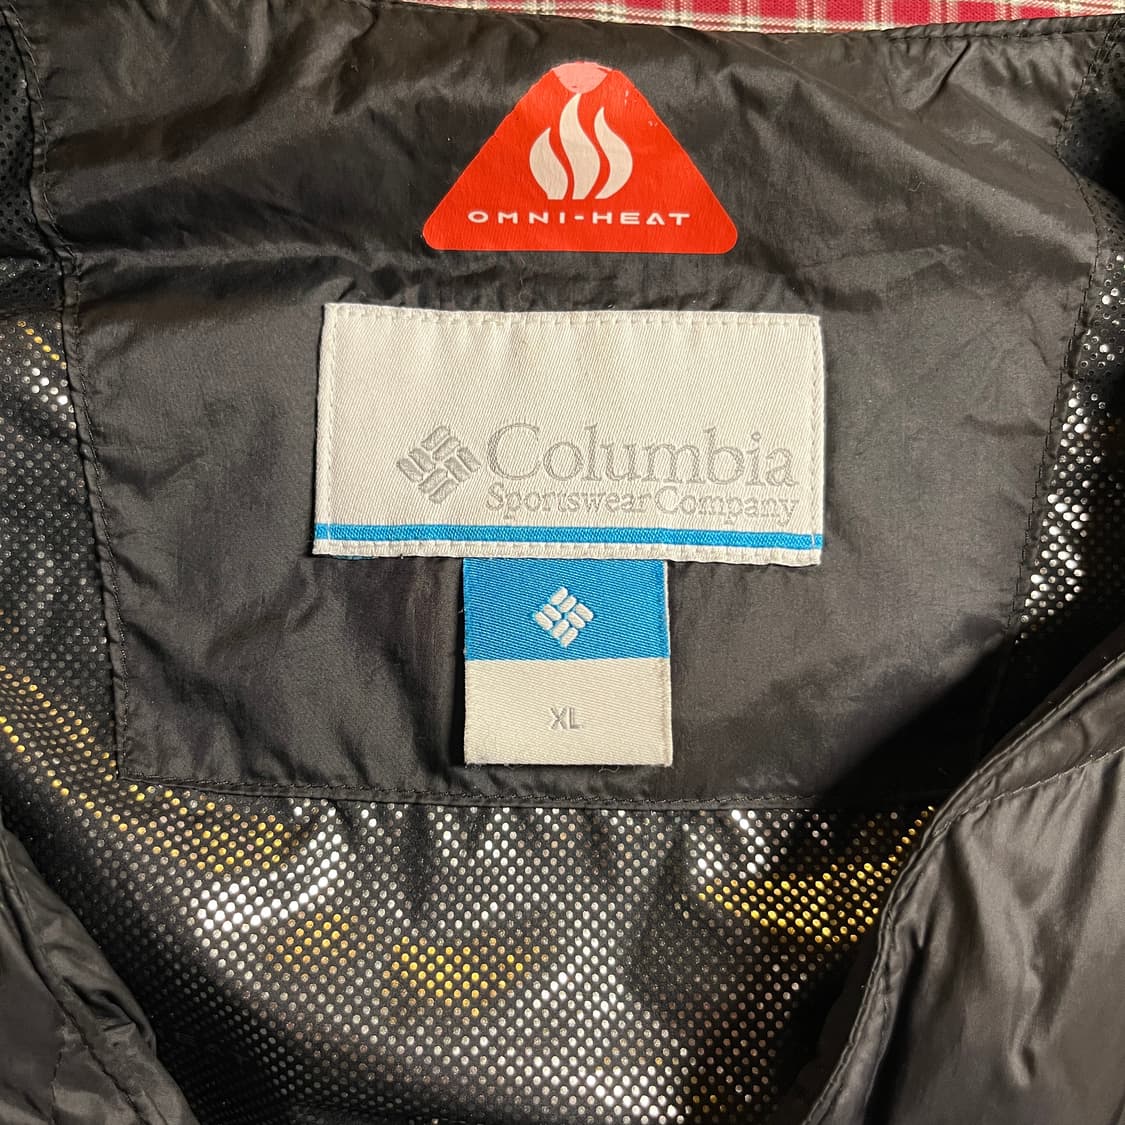 OMNI-HEAT
Columbia
Sportswear Company
XL